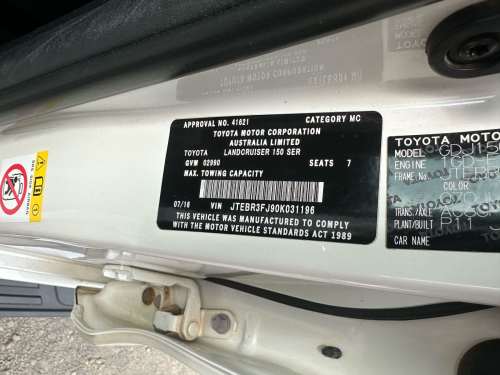 APPROVAL NO. 41621 CATEGORY MC
TOYOTA MOTOR CORPORATION
AUSTRALIA LIMITED
TOYOTA LANDCRUISER 150 SER
GVM 02990 SEATS 7
MAX. TOWING CAPACITY
07/16 VIN JTEBR3FJ90K031196
THIS VEHICLE WAS MANUFACTURED TO COMPLY
WITH THE MOTOR VEHICLE STANDARDS ACT 1989
TOYOTA MOTO
MODEL
ENGINE
FRAME NO.
COLOR
TRANS./AXLE
PLANT/BUILT
CAR NAME